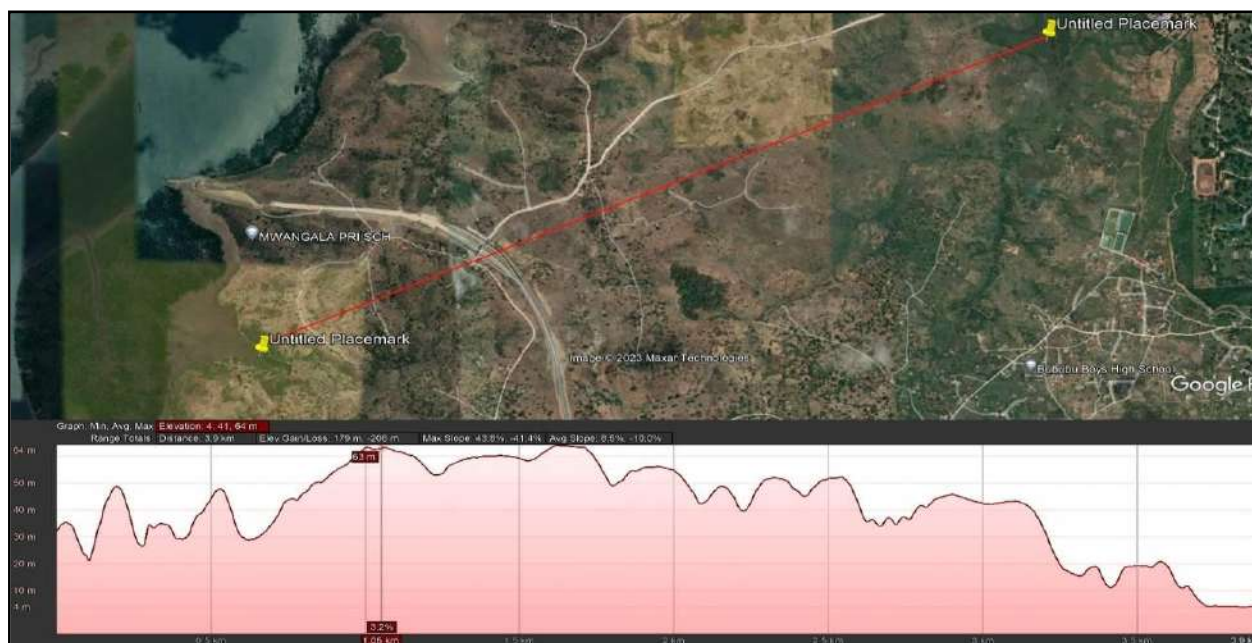 Untitled Placemark
MWANGALA PRI SCH
Untitled Placemark
Image © 2023 Maxar Technologies
Bububu Boys High School
Google
Graph: Min, Avg, Max Elevation: 4, 41, 64 m
Range Totals: Distance: 3.9 km Elev Gain/Loss: 179 m, -206 m Max Slope: 43.8%, -41.4% Avg Slope: 8.5%, -10.0%
64 m
63 m
50 m
40 m
30 m
20 m
10 m
4 m
3.2%
0.5 km 1.05 km 1.5 km 2 km 2.5 km 3 km 3.5 km